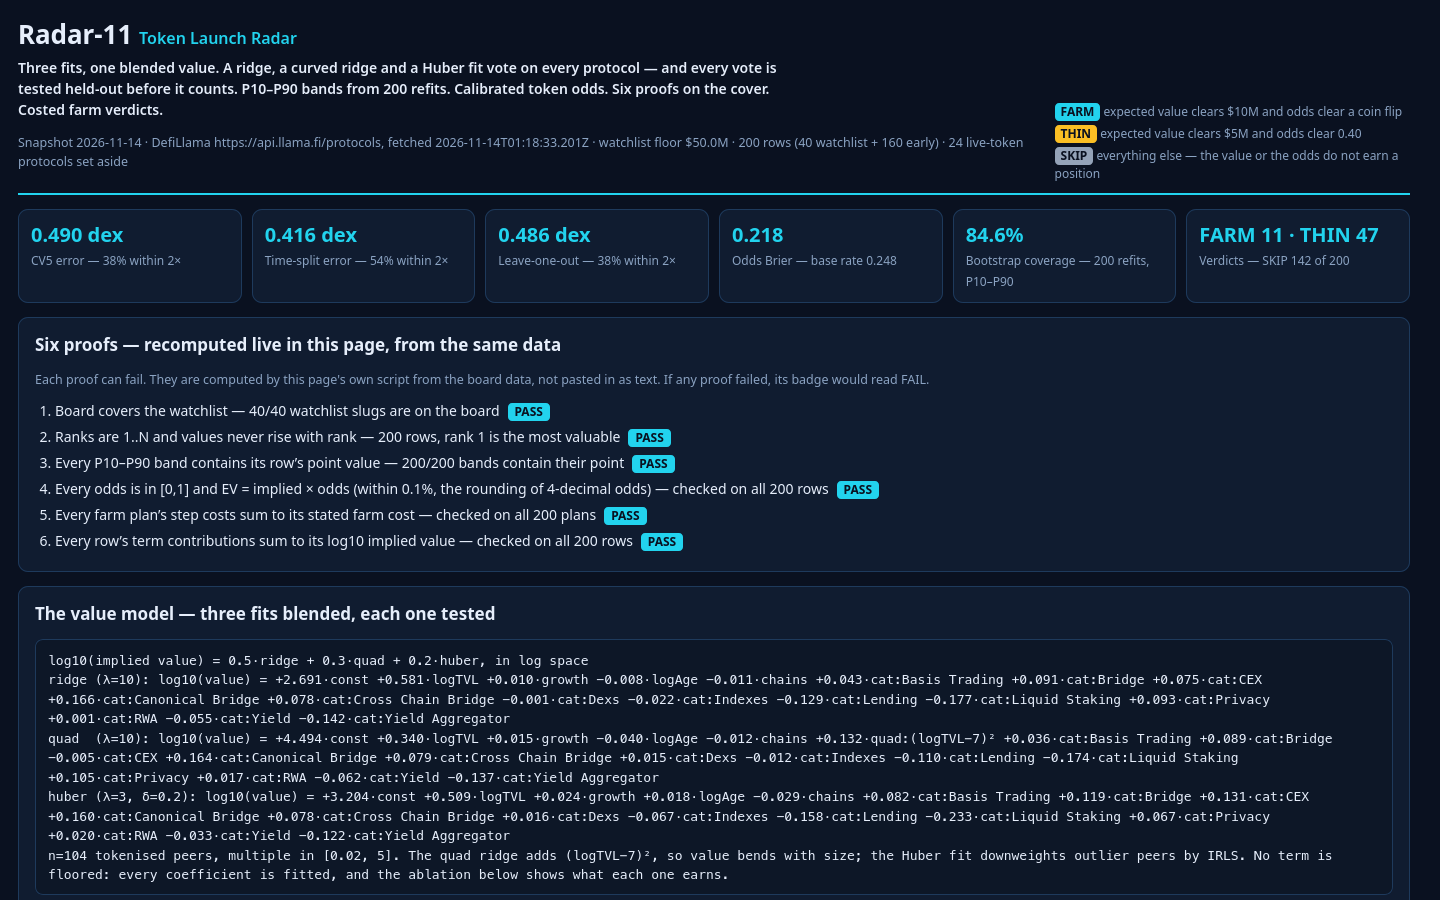 Radar-11 Token Launch Radar
Three fits, one blended value. A ridge, a curved ridge and a Huber fit vote on every protocol — and every vote is
tested held-out before it counts. P10–P90 bands from 200 refits. Calibrated token odds. Six proofs on the cover.
Costed farm verdicts.
Snapshot 2026-11-14 · DefiLlama https://api.llama.fi/protocols, fetched 2026-11-14T01:18:33.201Z · watchlist floor $50.0M · 200 rows (40 watchlist + 160 early) · 24 live-token
protocols set aside
FARM expected value clears $10M and odds clear a coin flip
THIN expected value clears $5M and odds clear 0.40
SKIP everything else — the value or the odds do not earn a
position
0.490 dex
CV5 error — 38% within 2×
0.416 dex
Time-split error — 54% within 2×
0.486 dex
Leave-one-out — 38% within 2×
0.218
Odds Brier — base rate 0.248
84.6%
Bootstrap coverage — 200 refits,
P10–P90
FARM 11 · THIN 47
Verdicts — SKIP 142 of 200
Six proofs — recomputed live in this page, from the same data
Each proof can fail. They are computed by this page's own script from the board data, not pasted in as text. If any proof failed, its badge would read FAIL.
1. Board covers the watchlist — 40/40 watchlist slugs are on the board PASS
2. Ranks are 1..N and values never rise with rank — 200 rows, rank 1 is the most valuable PASS
3. Every P10–P90 band contains its row's point value — 200/200 bands contain their point PASS
4. Every odds is in [0,1] and EV = implied × odds (within 0.1%, the rounding of 4-decimal odds) — checked on all 200 rows PASS
5. Every farm plan's step costs sum to its stated farm cost — checked on all 200 plans PASS
6. Every row's term contributions sum to its log10 implied value — checked on all 200 rows PASS
The value model — three fits blended, each one tested
log10(implied value) = 0.5·ridge + 0.3·quad + 0.2·huber, in log space
ridge (λ=10): log10(value) = +2.691·const +0.581·logTVL +0.010·growth −0.008·logAge −0.011·chains +0.043·cat:Basis Trading +0.091·cat:Bridge +0.075·cat:CEX
+0.166·cat:Canonical Bridge +0.078·cat:Cross Chain Bridge −0.001·cat:Dexs −0.022·cat:Indexes −0.129·cat:Lending −0.177·cat:Liquid Staking +0.093·cat:Privacy
+0.001·cat:RWA −0.055·cat:Yield −0.142·cat:Yield Aggregator
quad  (λ=10): log10(value) = +4.494·const +0.340·logTVL +0.015·growth −0.040·logAge −0.012·chains +0.132·quad:(logTVL−7)² +0.036·cat:Basis Trading +0.089·cat:Bridge
−0.005·cat:CEX +0.164·cat:Canonical Bridge +0.079·cat:Cross Chain Bridge +0.015·cat:Dexs −0.012·cat:Indexes −0.110·cat:Lending −0.174·cat:Liquid Staking
+0.105·cat:Privacy +0.017·cat:RWA −0.062·cat:Yield −0.137·cat:Yield Aggregator
huber (λ=3, δ=0.2): log10(value) = +3.204·const +0.509·logTVL +0.024·growth +0.018·logAge −0.029·chains +0.082·cat:Basis Trading +0.119·cat:Bridge +0.131·cat:CEX
+0.160·cat:Canonical Bridge +0.078·cat:Cross Chain Bridge +0.016·cat:Dexs −0.067·cat:Indexes −0.158·cat:Lending −0.233·cat:Liquid Staking +0.067·cat:Privacy
+0.020·cat:RWA −0.033·cat:Yield −0.122·cat:Yield Aggregator
n=104 tokenised peers, multiple in [0.02, 5]. The quad ridge adds (logTVL−7)², so value bends with size; the Huber fit downweights outlier peers by IRLS. No term is
floored: every coefficient is fitted, and the ablation below shows what each one earns.